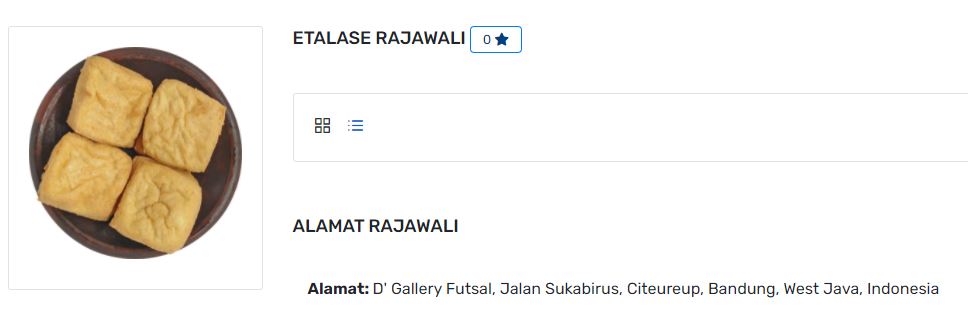 ETALASE RAJAWALI 0
ALAMAT RAJAWALI
Alamat: D' Gallery Futsal, Jalan Sukabirus, Citeureup, Bandung, West Java, Indonesia